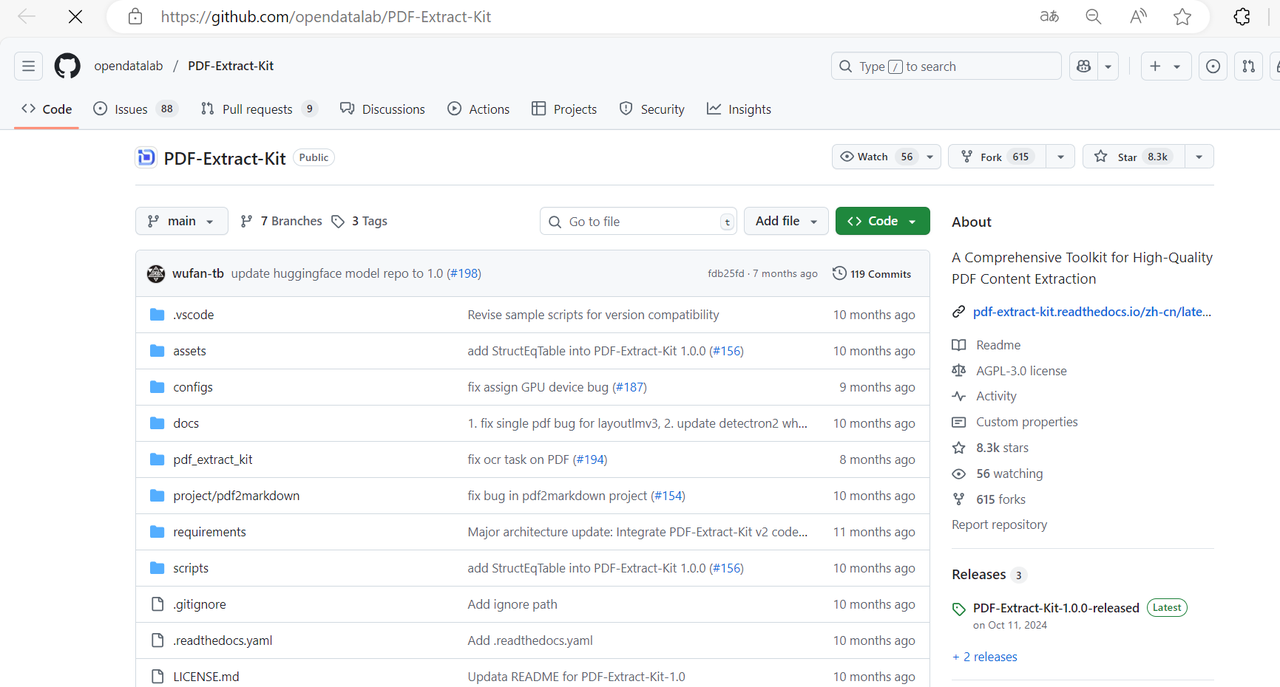 https://github.com/opendatalab/PDF-Extract-Kit aあ A
opendatalab / PDF-Extract-Kit Type / to search
Code Issues 88 Pull requests 9 Discussions Actions Projects Security Insights
PDF-Extract-Kit Public Watch 56 Fork 615 Star 8.3k
main 7 Branches 3 Tags Go to file t Add file Code
wufan-tb update huggingface model repo to 1.0 (#198) fdb25fd · 7 months ago 119 Commits
.vscode Revise sample scripts for version compatibility 10 months ago
assets add StructEqTable into PDF-Extract-Kit 1.0.0 (#156) 10 months ago
configs fix assign GPU device bug (#187) 9 months ago
docs 1. fix single pdf bug for layoutlmv3, 2. update detectron2 wh... 10 months ago
pdf_extract_kit fix ocr task on PDF (#194) 8 months ago
project/pdf2markdown fix bug in pdf2markdown project (#154) 10 months ago
requirements Major architecture update: Integrate PDF-Extract-Kit v2 code... 11 months ago
scripts add StructEqTable into PDF-Extract-Kit 1.0.0 (#156) 10 months ago
.gitignore Add ignore path 10 months ago
.readthedocs.yaml Add .readthedocs.yaml 10 months ago
LICENSE.md Updata README for PDF-Extract-Kit-1.0 10 months ago
About
A Comprehensive Toolkit for High-Quality
PDF Content Extraction
pdf-extract-kit.readthedocs.io/zh-cn/late...
Readme
AGPL-3.0 license
Activity
Custom properties
8.3k stars
56 watching
615 forks
Report repository
Releases 3
PDF-Extract-Kit-1.0.0-released Latest
on Oct 11, 2024
+ 2 releases